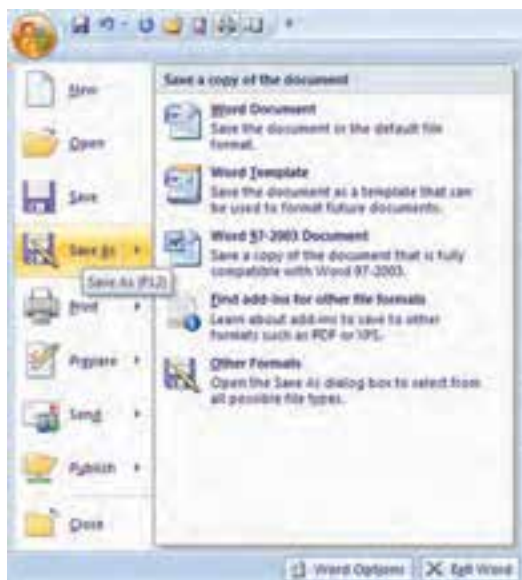 New
Open
Save
Save As
Save As (F12)
Print
Prepare
Send
Publish
Close
Save a copy of the document
Word Document
Save the document in the default file
format.
Word Template
Save the document as a template that can
be used to format future documents.
Word 97-2003 Document
Save a copy of the document that is fully
compatible with Word 97-2003.
Find add-ins for other file formats
Learn about add-ins to save to other
formats such as PDF or XPS.
Other Formats
Open the Save As dialog box to select from
all possible file types.
Word Options
Exit Word